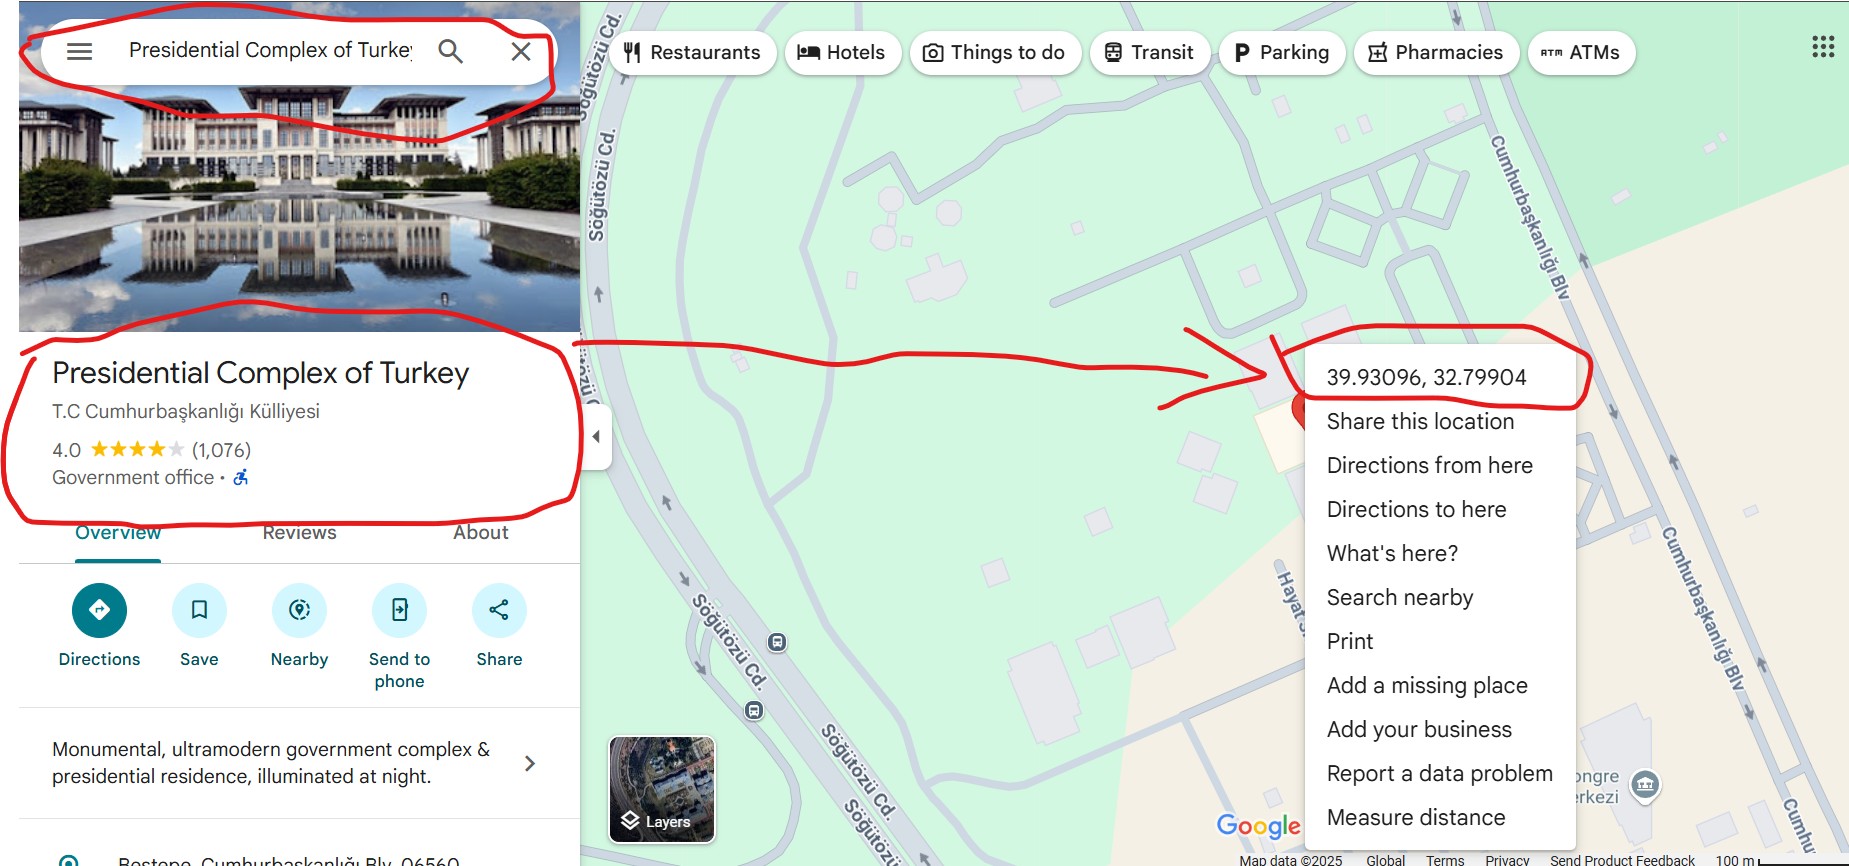 Presidential Complex of Turkey
Restaurants
Hotels
Things to do
Transit
Parking
Pharmacies
ATM ATMs
Presidential Complex of Turkey
T.C Cumhurbaşkanlığı Külliyesi
4.0 (1,076)
Government office ·
Overview
Reviews
About
Directions
Save
Nearby
Send to
phone
Share
Monumental, ultramodern government complex &
presidential residence, illuminated at night.
Beştepe, Cumhurbaşkanlığı Blv, 06560
Söğütözü Cd.
Söğütözü Cd.
Söğütözü Cd.
Söğütözü Cd.
Söğütözü Cd.
Söğütözü
Cumhurbaşkanlığı Blv
Cumhurbaşkanlığı Blv
Cumhu
Hayat S
39.93096, 32.79904
Share this location
Directions from here
Directions to here
What's here?
Search nearby
Print
Add a missing place
Add your business
Report a data problem
Measure distance
ongre
erkezi
Layers
Google
Map data ©2025
Global
Terms
Privacy
Send Product Feedback
100 m